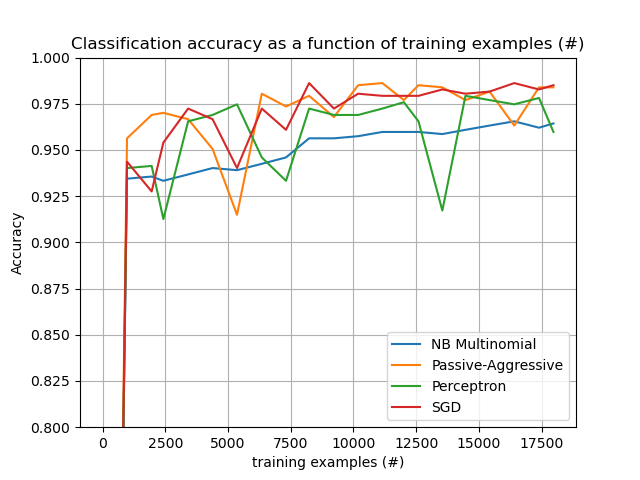 Classification accuracy as a function of training examples (#)
1.000
0.975
0.950
0.925
0.900
0.875
0.850
0.825
0.800
Accuracy
NB Multinomial
Passive-Aggressive
Perceptron
SGD
0 2500 5000 7500 10000 12500 15000 17500
training examples (#)